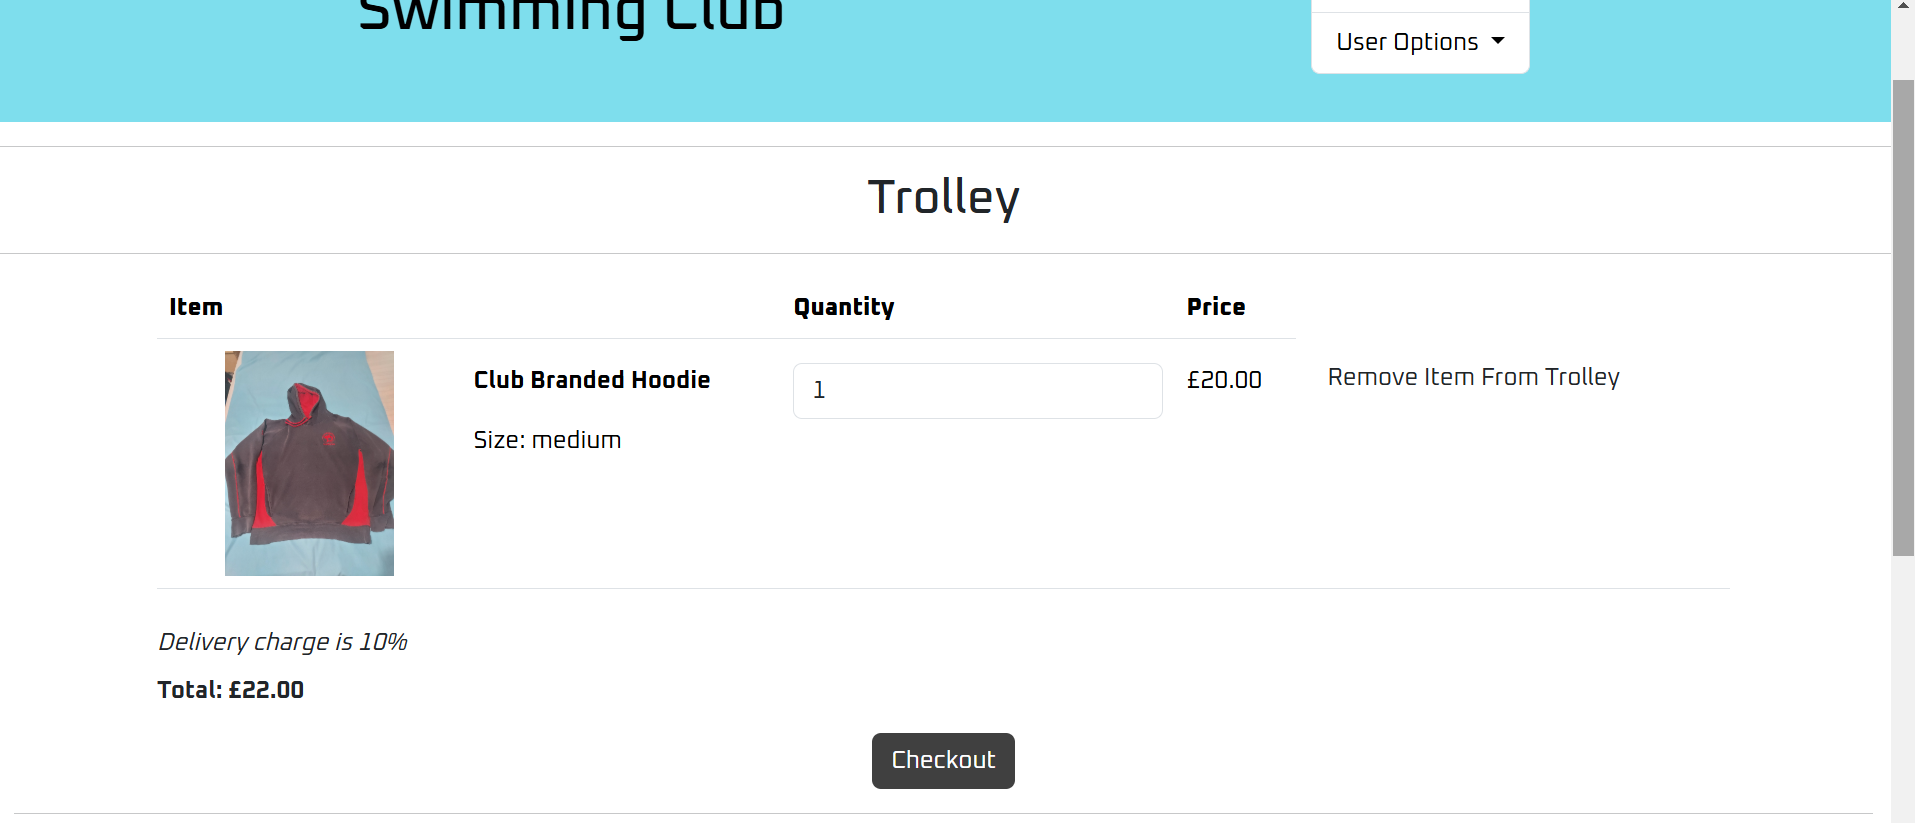 Swimming Club
User Options
Trolley
Item Quantity Price
Club Branded Hoodie 1 £20.00 Remove Item From Trolley
Size: medium
Delivery charge is 10%
Total: £22.00
Checkout